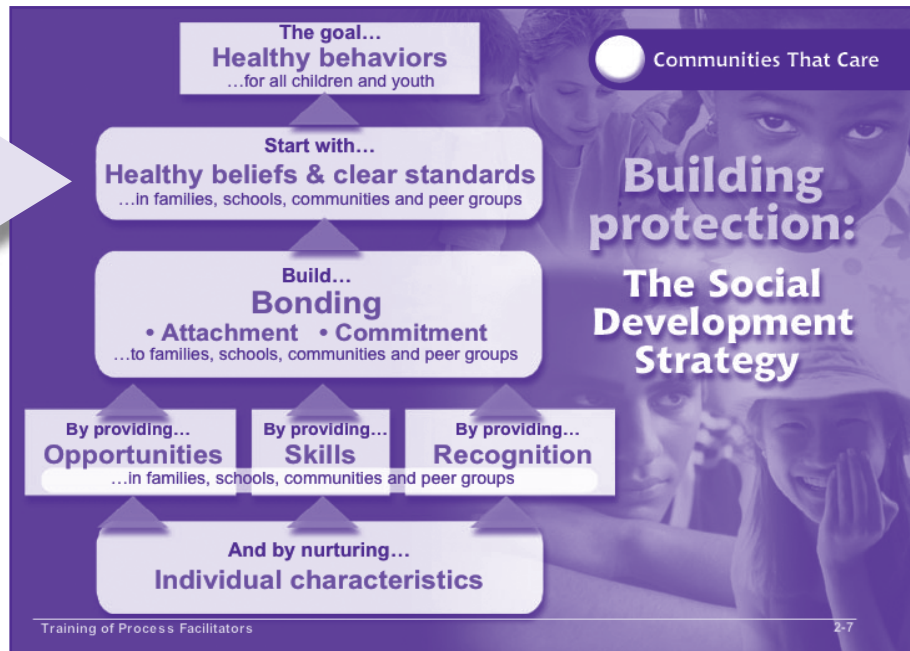 The goal…
Healthy behaviors
…for all children and youth
Communities That Care
Start with…
Healthy beliefs & clear standards
…in families, schools, communities and peer groups
Building
protection:
The Social
Development
Strategy
Build…
Bonding
• Attachment • Commitment
…to families, schools, communities and peer groups
By providing…
Opportunities
By providing…
Skills
By providing…
Recognition
…in families, schools, communities and peer groups
And by nurturing…
Individual characteristics
Training of Process Facilitators
2-7